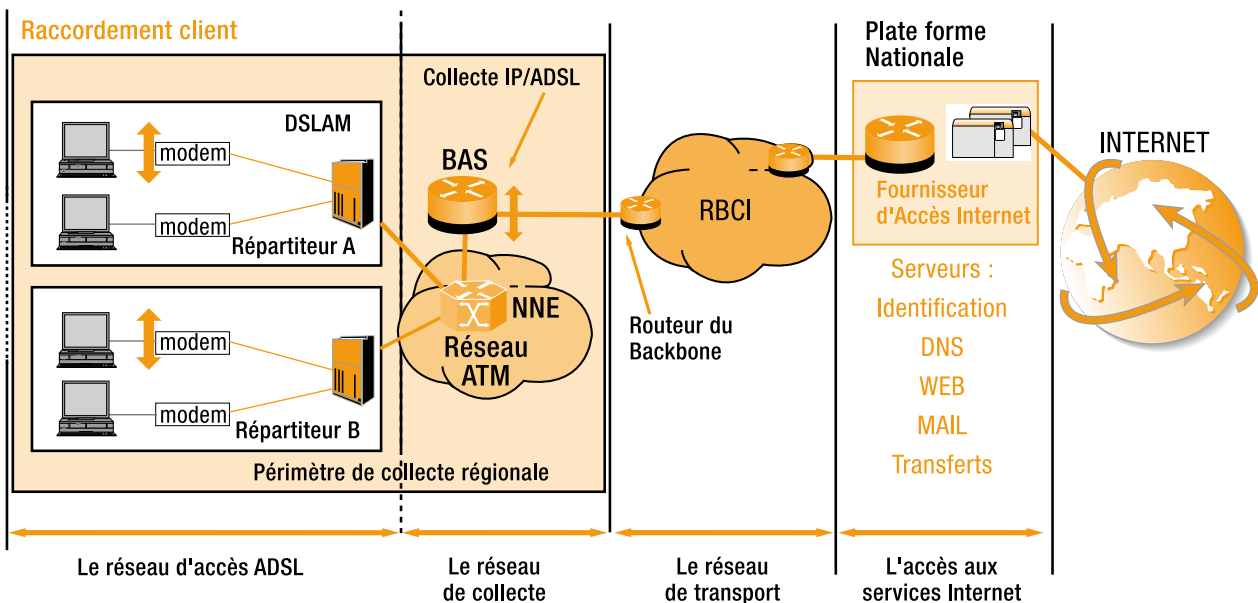 Raccordement client
Plate forme
Nationale
Collecte IP/ADSL
DSLAM
modem
modem
Répartiteur A
BAS
RBCI
Fournisseur
d'Accès Internet
INTERNET
modem
modem
Répartiteur B
NNE
Réseau
ATM
Routeur du
Backbone
Serveurs :
Identification
DNS
WEB
MAIL
Transferts
Périmètre de collecte régionale
Le réseau d'accès ADSL
Le réseau
de collecte
Le réseau
de transport
L'accès aux
services Internet